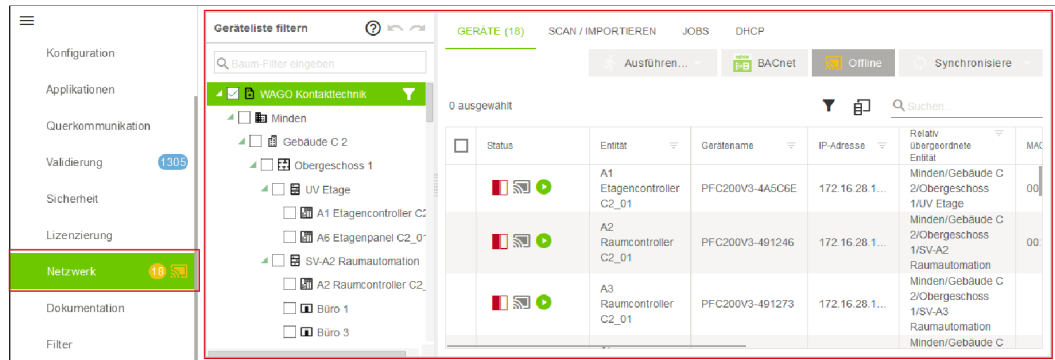 Konfiguration
Applikationen
Querkommunikation
Validierung 1305
Sicherheit
Lizenzierung
Netzwerk 18
Dokumentation
Filter
Geräteliste filtern
Baum-Filter eingeben
WAGO Kontakttechnik
Minden
Gebäude C 2
Obergeschoss 1
UV Etage
A1 Etagencontroller C2
A6 Etagenpanel C2_01
SV-A2 Raumautomation
A2 Raumcontroller C2_
Büro 1
Büro 3
GERÄTE (18) SCAN / IMPORTIEREN JOBS DHCP
Ausführen... BACnet Offline Synchronisiere
0 ausgewählt
Suchen...
Status Entität Gerätename IP-Adresse Relativ
übergeordnete
Entität
MAC
A1
Etagencontroller
C2_01
PFC200V3-4A5C6E 172.16.28.1...
Minden/Gebäude C
2/Obergeschoss
1/UV Etage
00
A2
Raumcontroller
C2_01
PFC200V3-491246 172.16.28.1...
Minden/Gebäude C
2/Obergeschoss
1/SV-A2
Raumautomation
00:
A3
Raumcontroller
C2_01
PFC200V3-491273 172.16.28.1...
Minden/Gebäude C
2/Obergeschoss
1/SV-A3
Raumautomation
Minden/Gebäude C